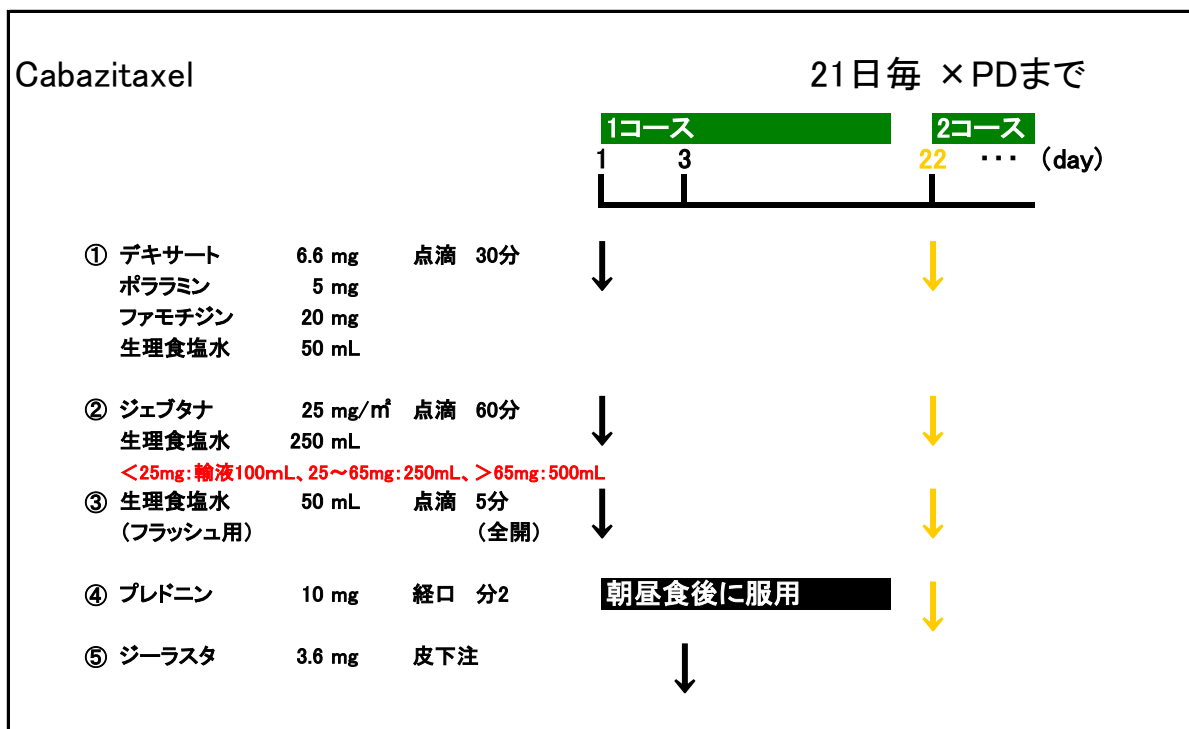 Cabazitaxel 21日毎 ×PDまで
1コース 2コース
1 3 22 ・・・ (day)
① デキサート 6.6 mg 点滴 30分
ポララミン 5 mg
ファモチジン 20 mg
生理食塩水 50 mL
② ジェブタナ 25 mg/㎡ 点滴 60分
生理食塩水 250 mL
<25mg:輸液100mL、25~65mg:250mL、>65mg:500mL
③ 生理食塩水 50 mL 点滴 5分
(フラッシュ用) (全開)
④ プレドニン 10 mg 経口 分2 朝昼食後に服用
⑤ ジーラスタ 3.6 mg 皮下注